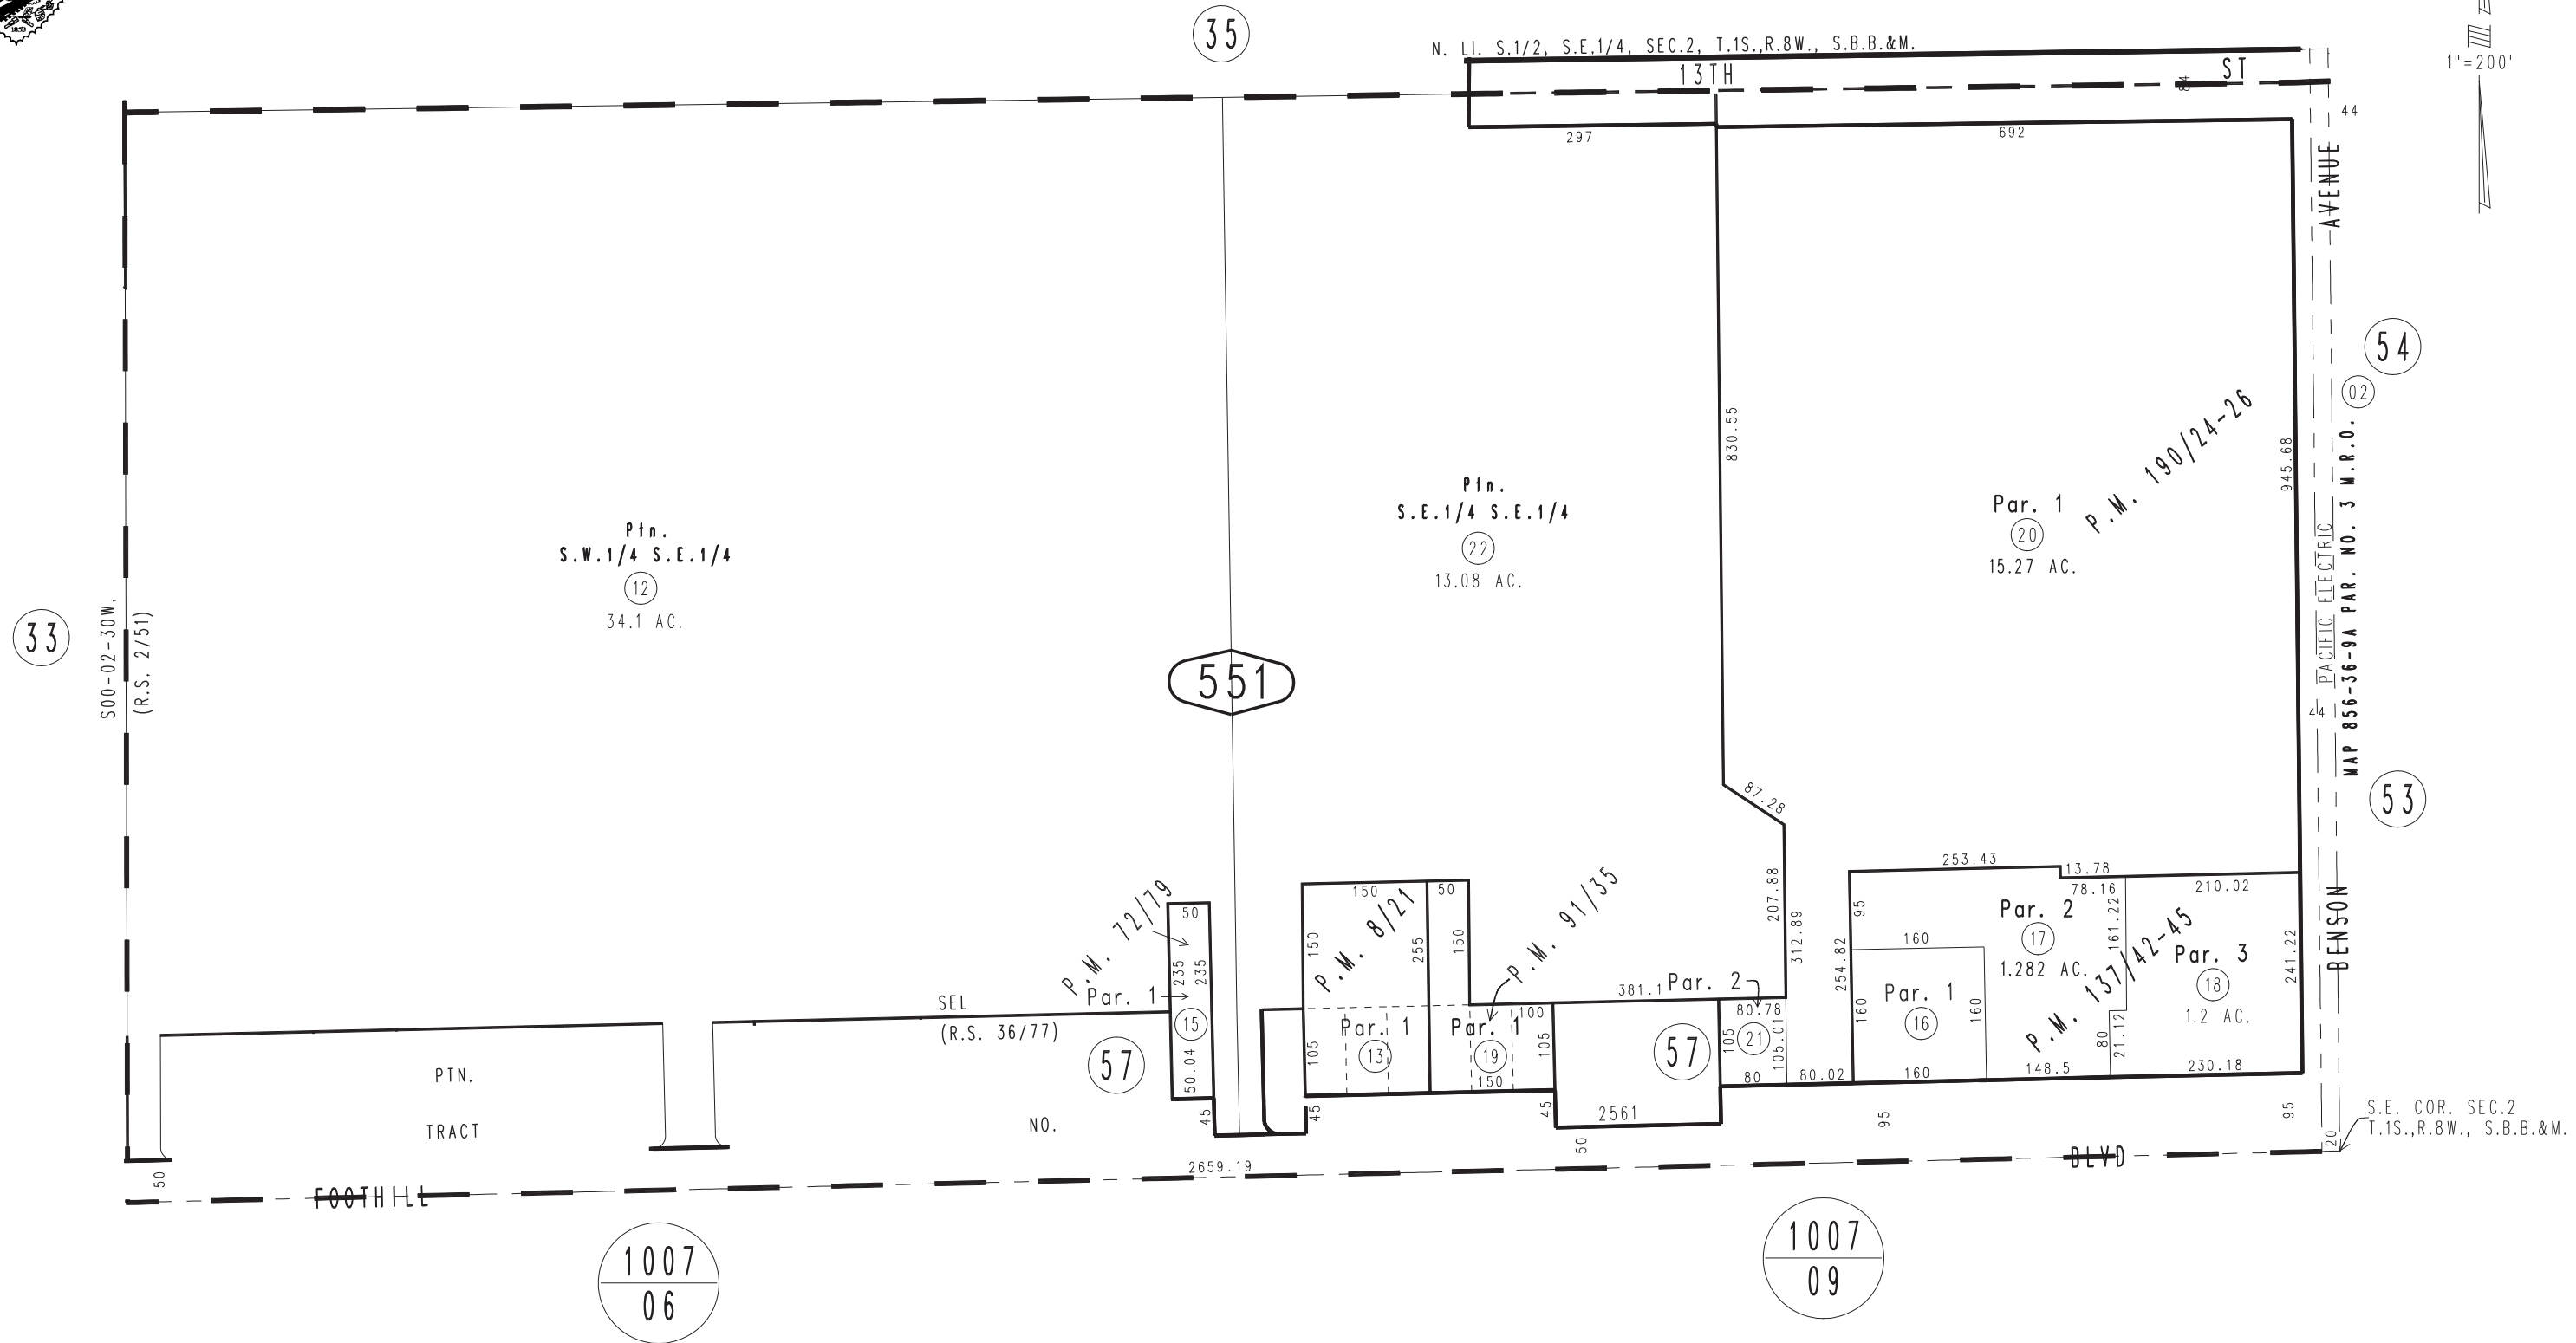 35
N. LI. S.1/2, S.E.1/4, SEC.2, T.1S.,R.8W., S.B.B.&M.
1"=200'
13TH ST
44
297
692
AVENUE
54
02
830.55
945.68
P.M. 190/24-26
Par. 1
20
15.27 AC.
Ptn.
S.E.1/4 S.E.1/4
22
13.08 AC.
Ptn.
S.W.1/4 S.E.1/4
12
34.1 AC.
33
S00-02-30W.
(R.S. 2/51)
551
PACIFIC ELECTRIC
MAP 856-36-9A PAR. NO. 3 M.R.O.
44
53
87.28
207.88
312.89
253.43
13.78
78.16
210.02
P.M. 72/79
50
235
235
Par. 1
15
50.04
45
150
50
150
P.M. 8/21
255
150
P.M. 91/35
381.1
Par. 2
100
80.78
Par. 1
13
105
Par. 1
19
105
150
57
105
21
105.01
80
80.02
95
254.82
160
160
160
Par. 1
16
160
Par. 2
17
1.282 AC.
161.22
P.M. 137/42-45
80
21.12
148.5
Par. 3
18
1.2 AC.
241.22
230.18
BENSON
SEL
(R.S. 36/77)
57
PTN.
TRACT
NO.
45
45
2561
50
95
95
20
S.E. COR. SEC.2
T.1S.,R.8W., S.B.B.&M.
50
2659.19
FOOTHILL
BLVD
1007
06
1007
09